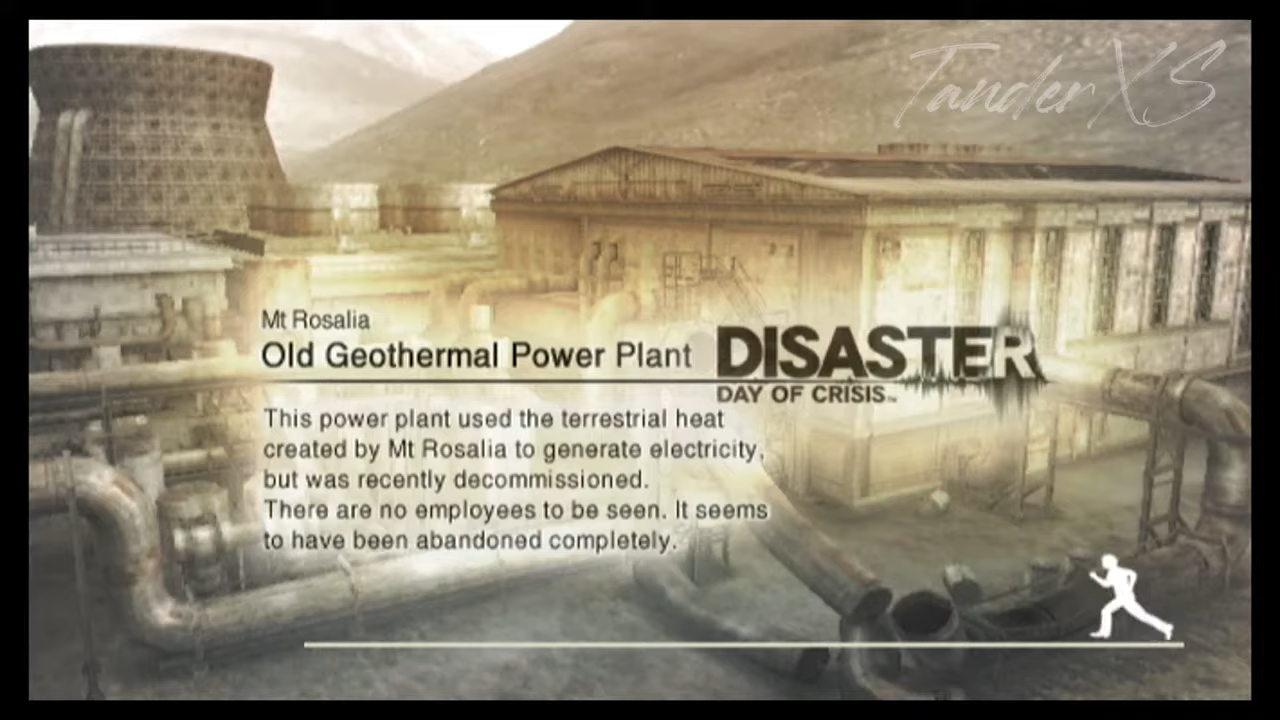 TanderXS
Mt Rosalia
Old Geothermal Power Plant
DISASTER
DAY OF CRISIS™
This power plant used the terrestrial heat
created by Mt Rosalia to generate electricity,
but was recently decommissioned.
There are no employees to be seen. It seems
to have been abandoned completely.